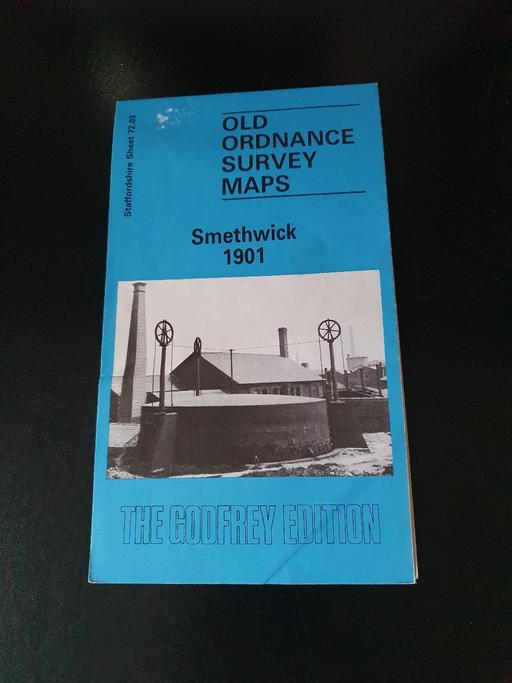 Staffordshire Sheet 72.03
OLD
ORDNANCE
SURVEY
MAPS
Smethwick
1901
THE GODFREY EDITION